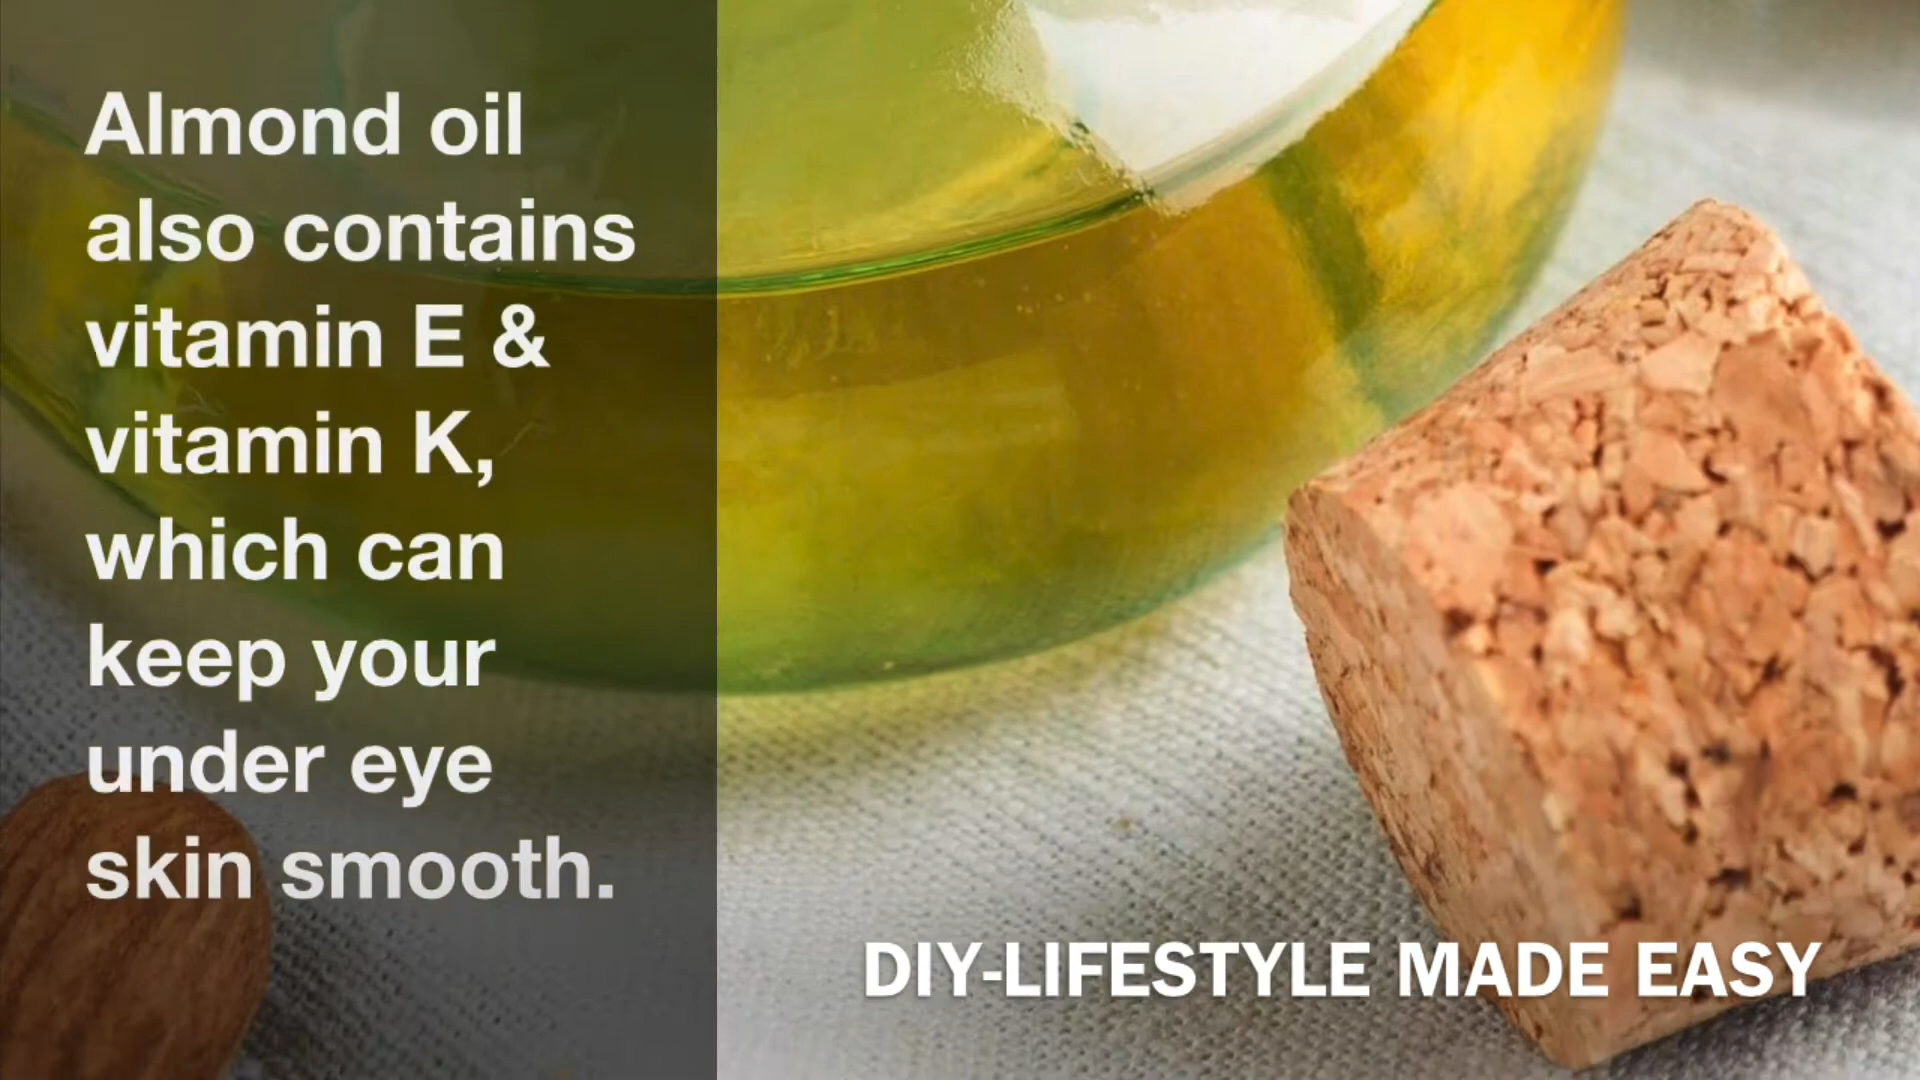 Almond oil
also contains
vitamin E &
vitamin K,
which can
keep your
under eye
skin smooth.
DIY-LIFESTYLE MADE EASY